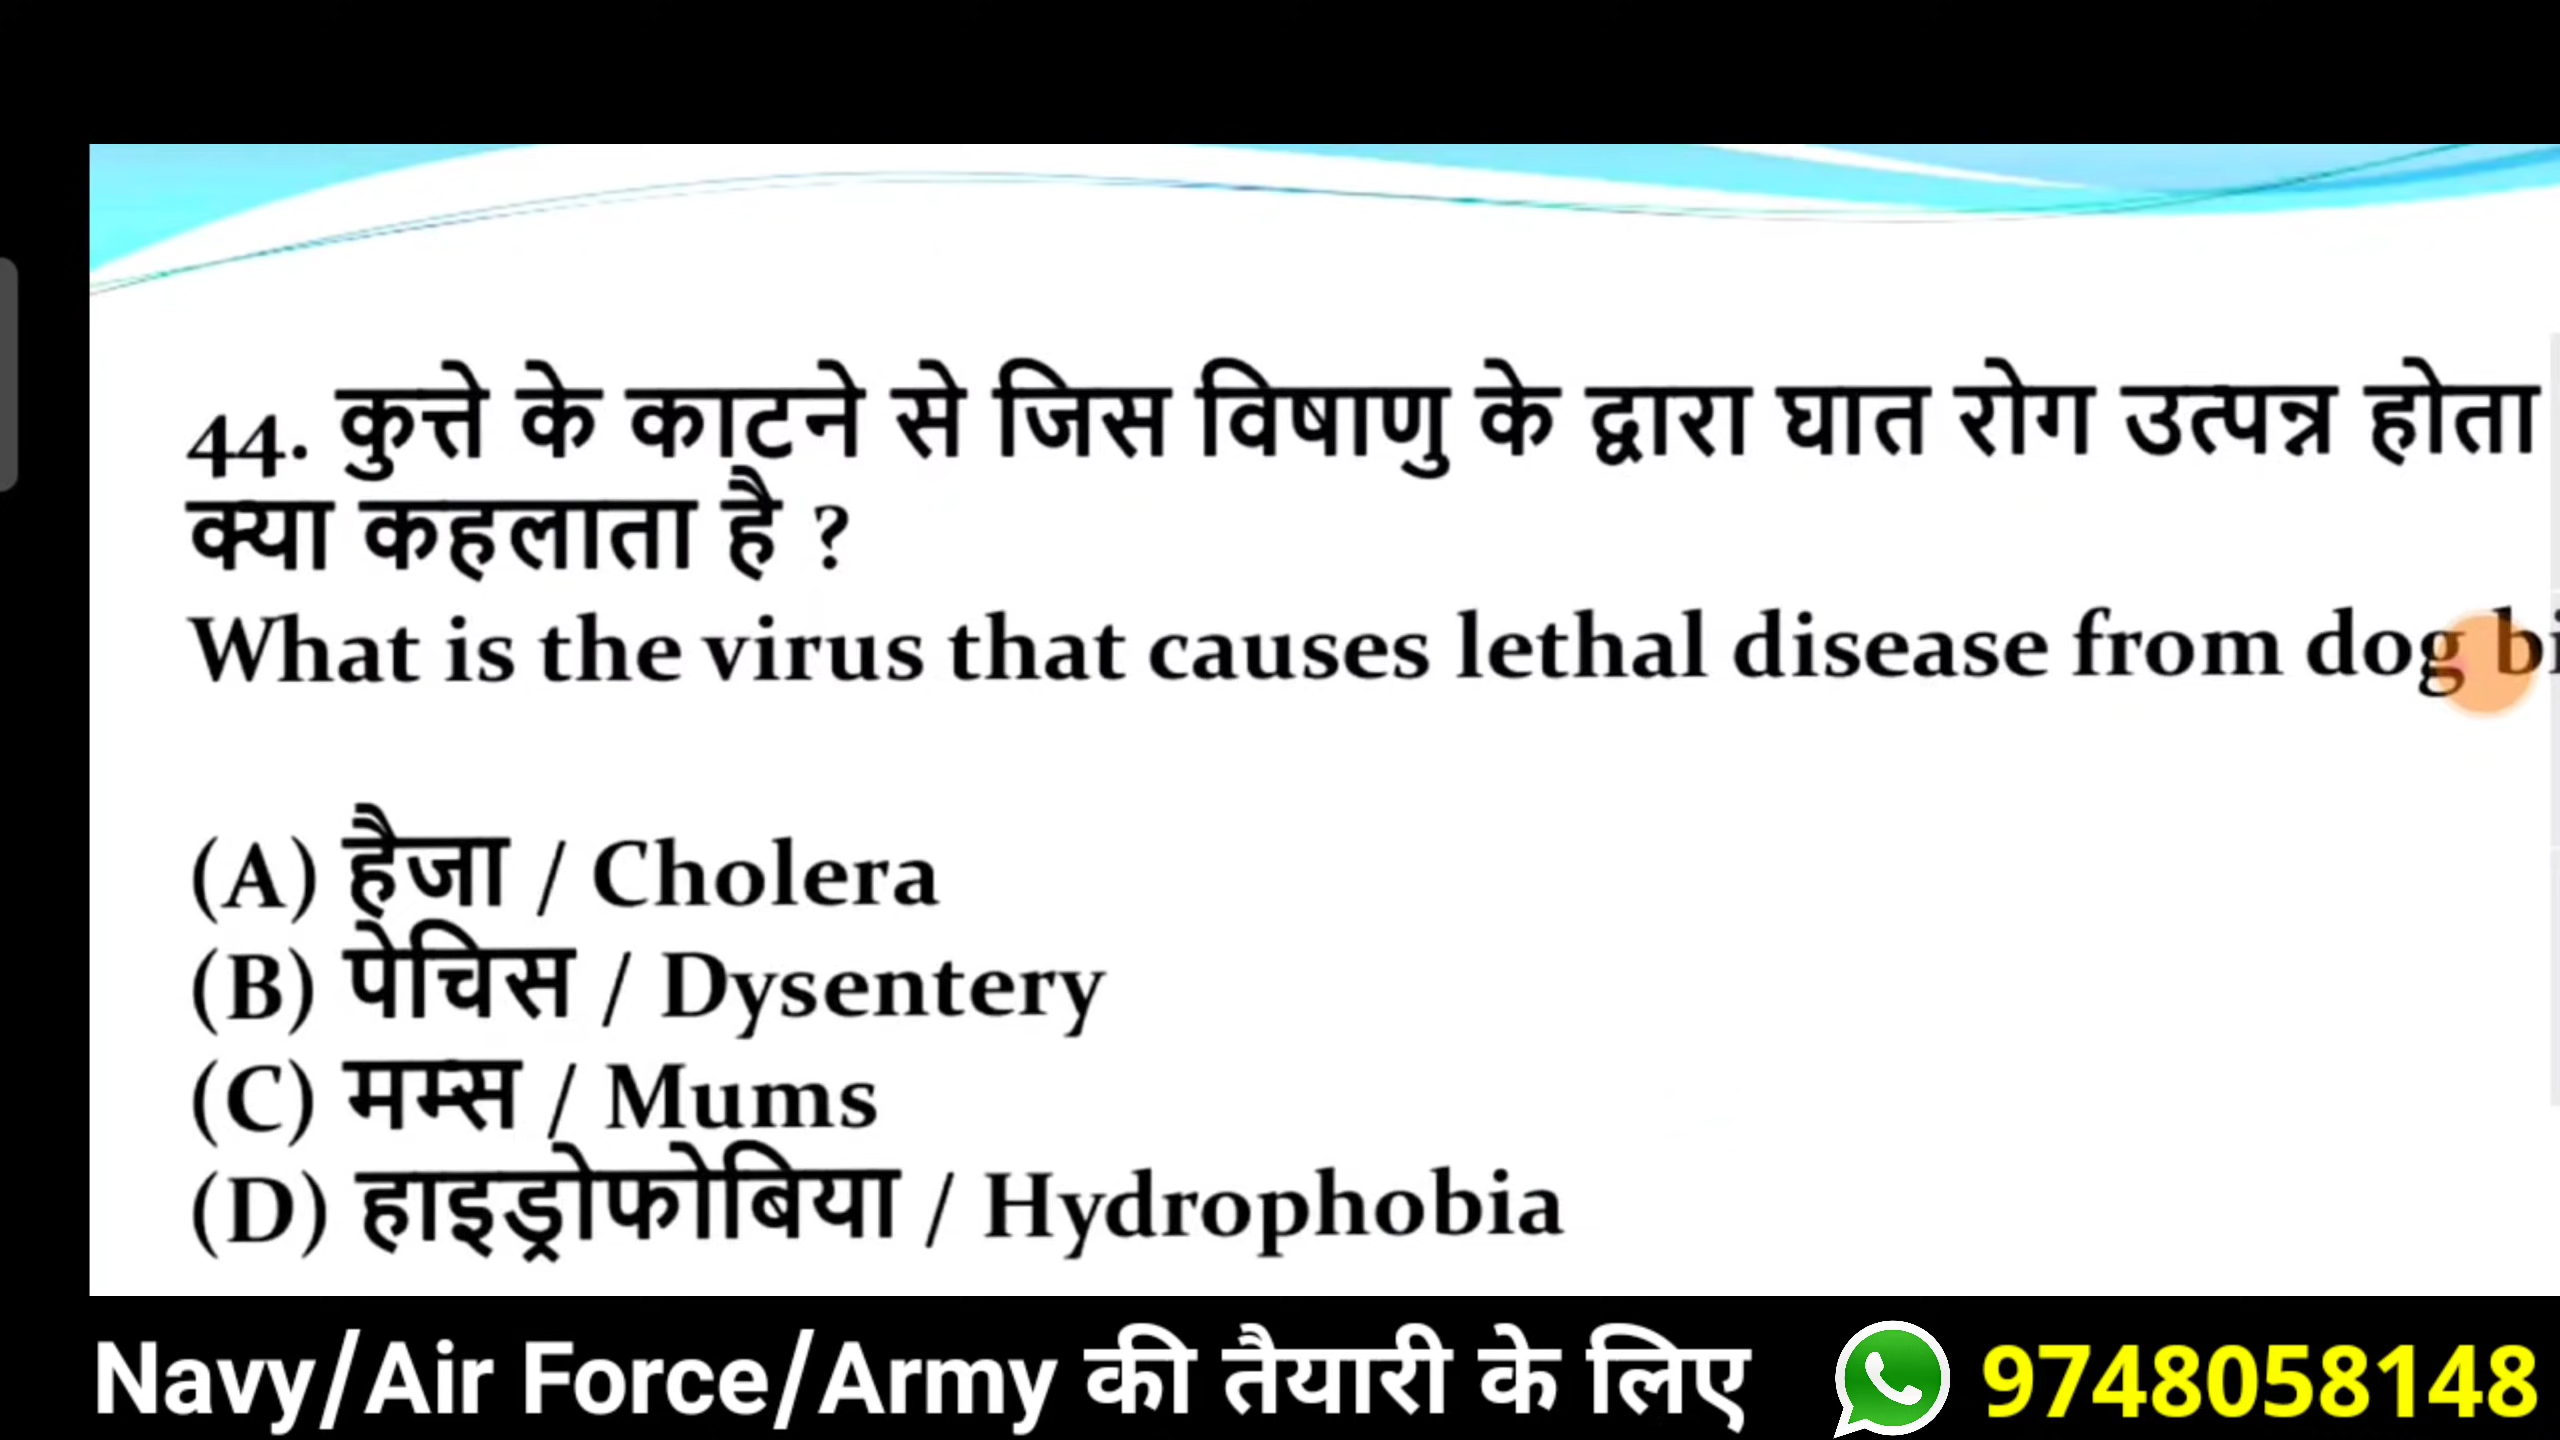 44. कुत्ते के काटने से जिस विषाणु के द्वारा घात रोग उत्पन्न होता
क्या कहलाता है ?
What is the virus that causes lethal disease from dog
(A) हैजा / Cholera
(B) पेचिस / Dysentery
(C) मम्स / Mums
(D) हाइड्रोफोबिया / Hydrophobia
Navy/Air Force/Army की तैयारी के लिए 9748058148